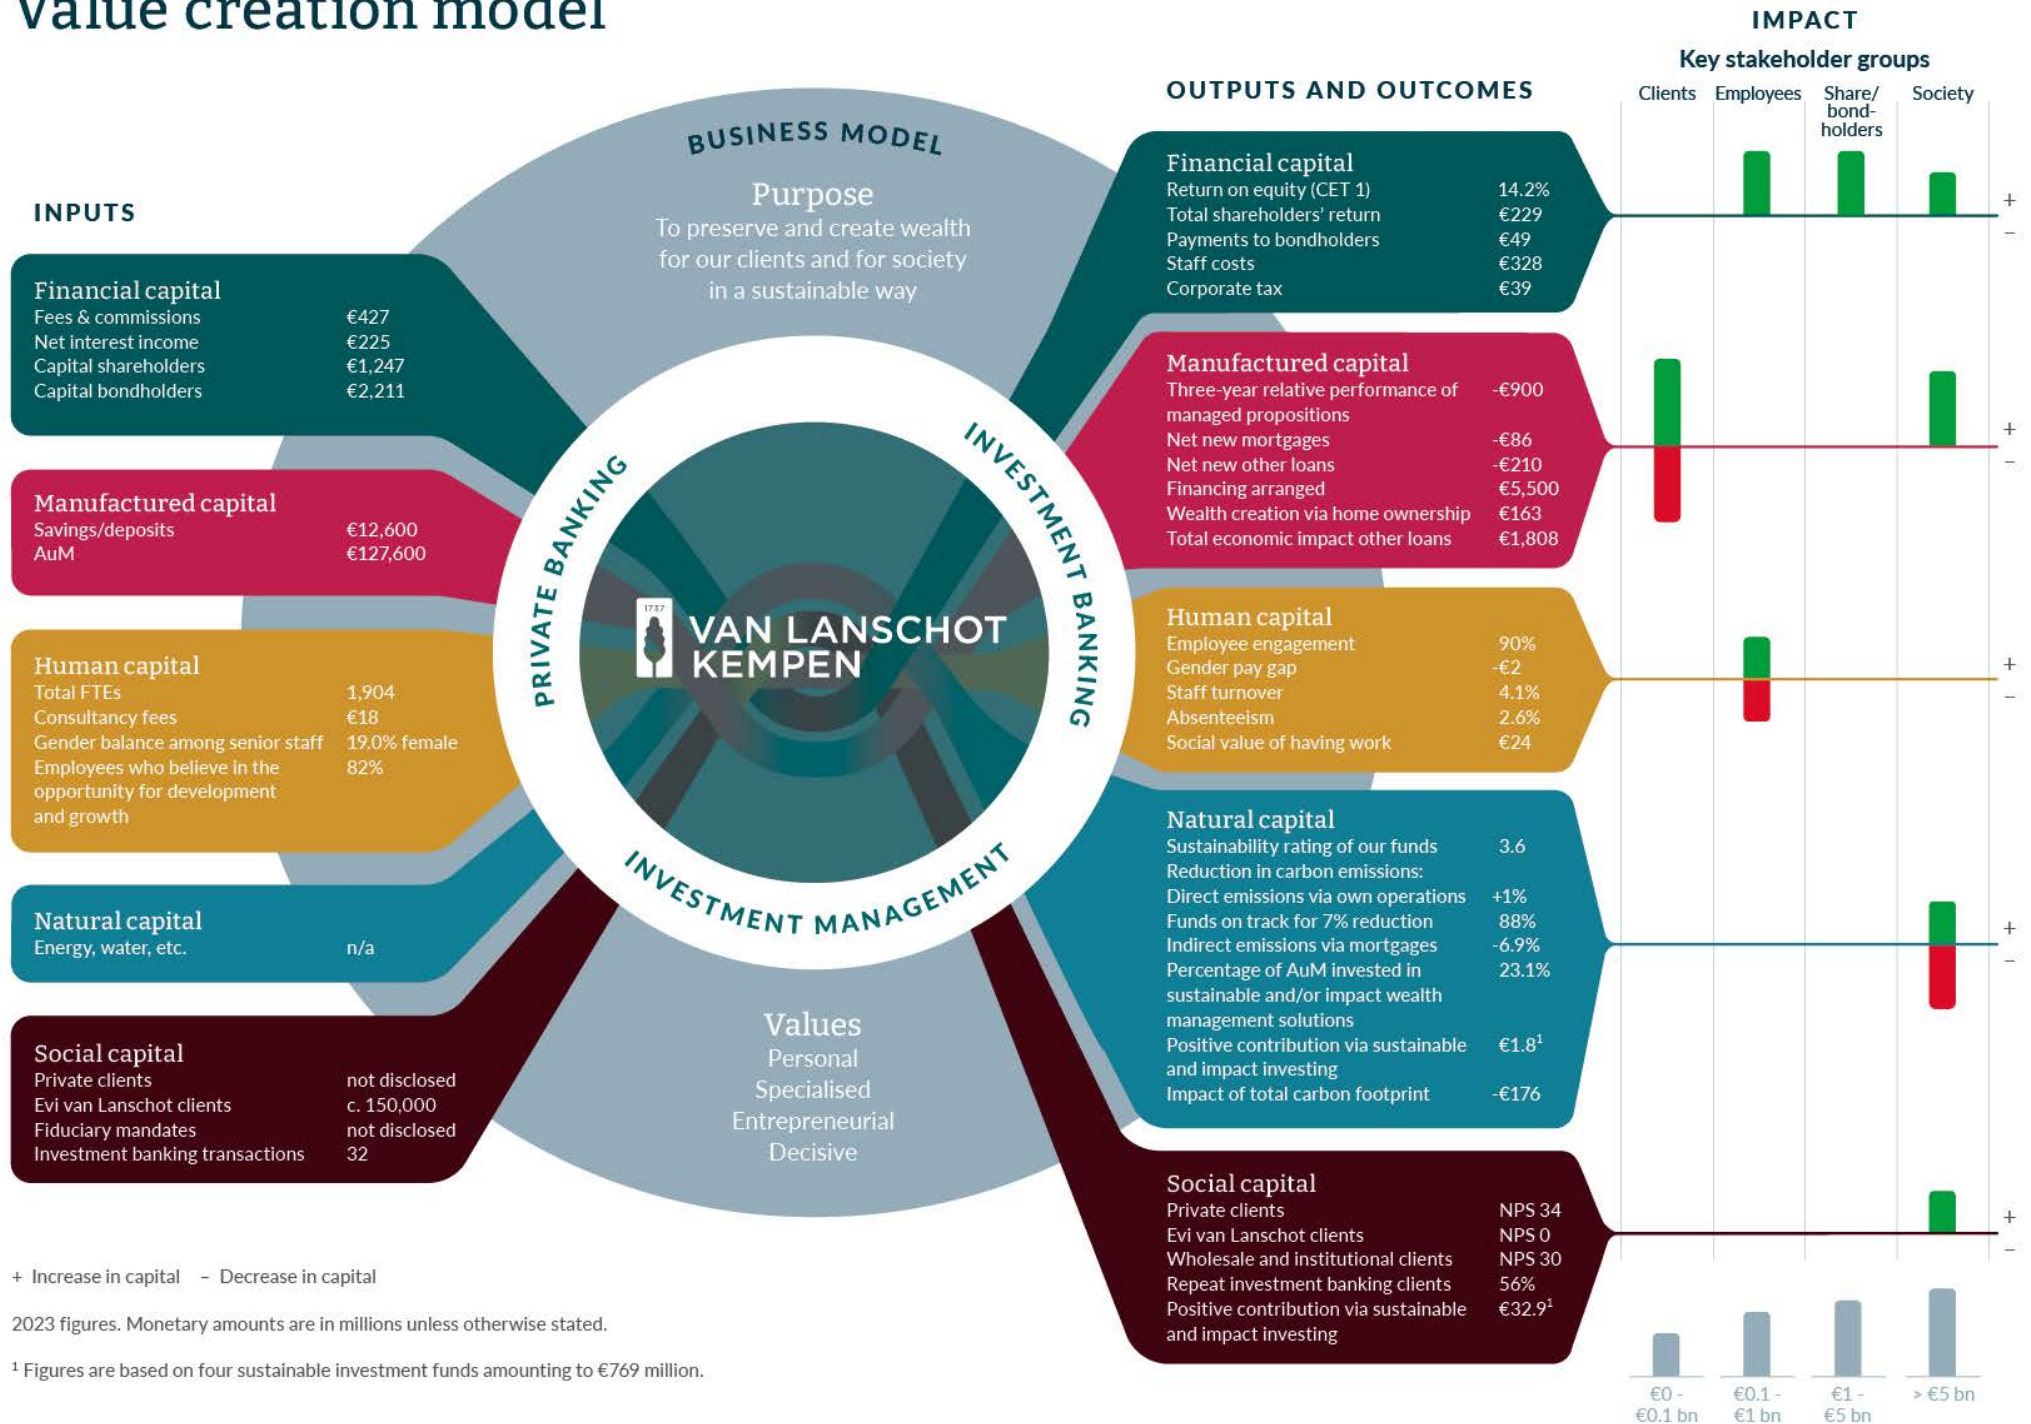 Value creation model
IMPACT
Key stakeholder groups
Clients Employees Share/ Society
bond-
holders
INPUTS
Financial capital
Fees & commissions €427
Net interest income €225
Capital shareholders €1,247
Capital bondholders €2,211
Manufactured capital
Savings/deposits €12,600
AuM €127,600
Human capital
Total FTEs 1,904
Consultancy fees €18
Gender balance among senior staff 19.0% female
Employees who believe in the 82%
opportunity for development
and growth
Natural capital
Energy, water, etc. n/a
Social capital
Private clients not disclosed
Evi van Lanschot clients c. 150,000
Fiduciary mandates not disclosed
Investment banking transactions 32
BUSINESS MODEL
Purpose
To preserve and create wealth
for our clients and for society
in a sustainable way
PRIVATE BANKING
INVESTMENT BANKING
INVESTMENT MANAGEMENT
1737
VAN LANSCHOT
KEMPEN
Values
Personal
Specialised
Entrepreneurial
Decisive
OUTPUTS AND OUTCOMES
Financial capital
Return on equity (CET 1) 14.2%
Total shareholders' return €229
Payments to bondholders €49
Staff costs €328
Corporate tax €39
+
–
Manufactured capital
Three-year relative performance of -€900
managed propositions
Net new mortgages -€86
Net new other loans -€210
Financing arranged €5,500
Wealth creation via home ownership €163
Total economic impact other loans €1,808
+
–
Human capital
Employee engagement 90%
Gender pay gap -€2
Staff turnover 4.1%
Absenteeism 2.6%
Social value of having work €24
+
–
Natural capital
Sustainability rating of our funds 3.6
Reduction in carbon emissions:
Direct emissions via own operations +1%
Funds on track for 7% reduction 88%
Indirect emissions via mortgages -6.9%
Percentage of AuM invested in 23.1%
sustainable and/or impact wealth
management solutions
Positive contribution via sustainable €1.8¹
and impact investing
Impact of total carbon footprint -€176
+
–
Social capital
Private clients NPS 34
Evi van Lanschot clients NPS 0
Wholesale and institutional clients NPS 30
Repeat investment banking clients 56%
Positive contribution via sustainable €32.9¹
and impact investing
+
–
€0 - €0.1 - €1 - > €5 bn
€0.1 bn €1 bn €5 bn
+ Increase in capital – Decrease in capital
2023 figures. Monetary amounts are in millions unless otherwise stated.
¹ Figures are based on four sustainable investment funds amounting to €769 million.